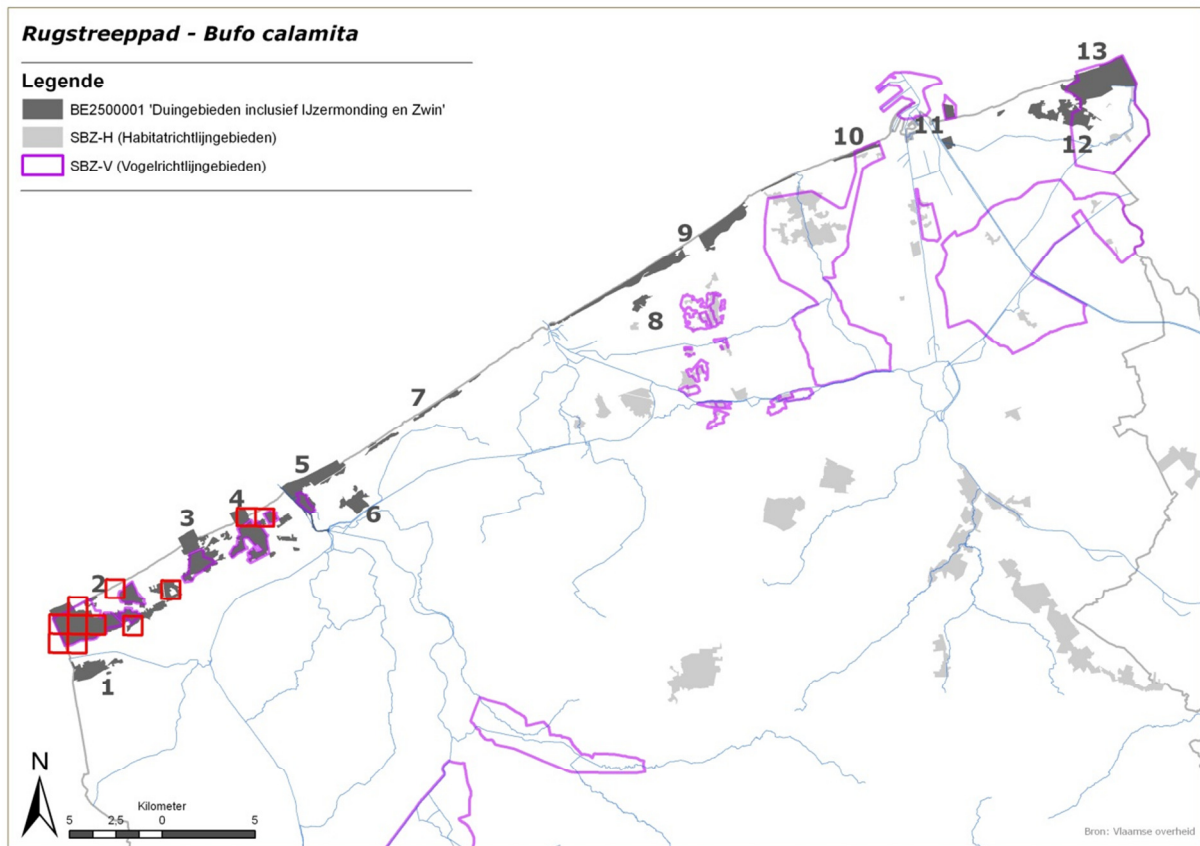 Rugstreeppad - Bufo calamita
Legende
BE2500001 'Duingebieden inclusief IJzermonding en Zwin'
SBZ-H (Habitatrichtlijngebieden)
SBZ-V (Vogelrichtlijngebieden)
13
10
11
12
9
8
7
5
4
6
3
2
1
N
Kilometer
5 2,5 0 5
Bron: Vlaamse overheid